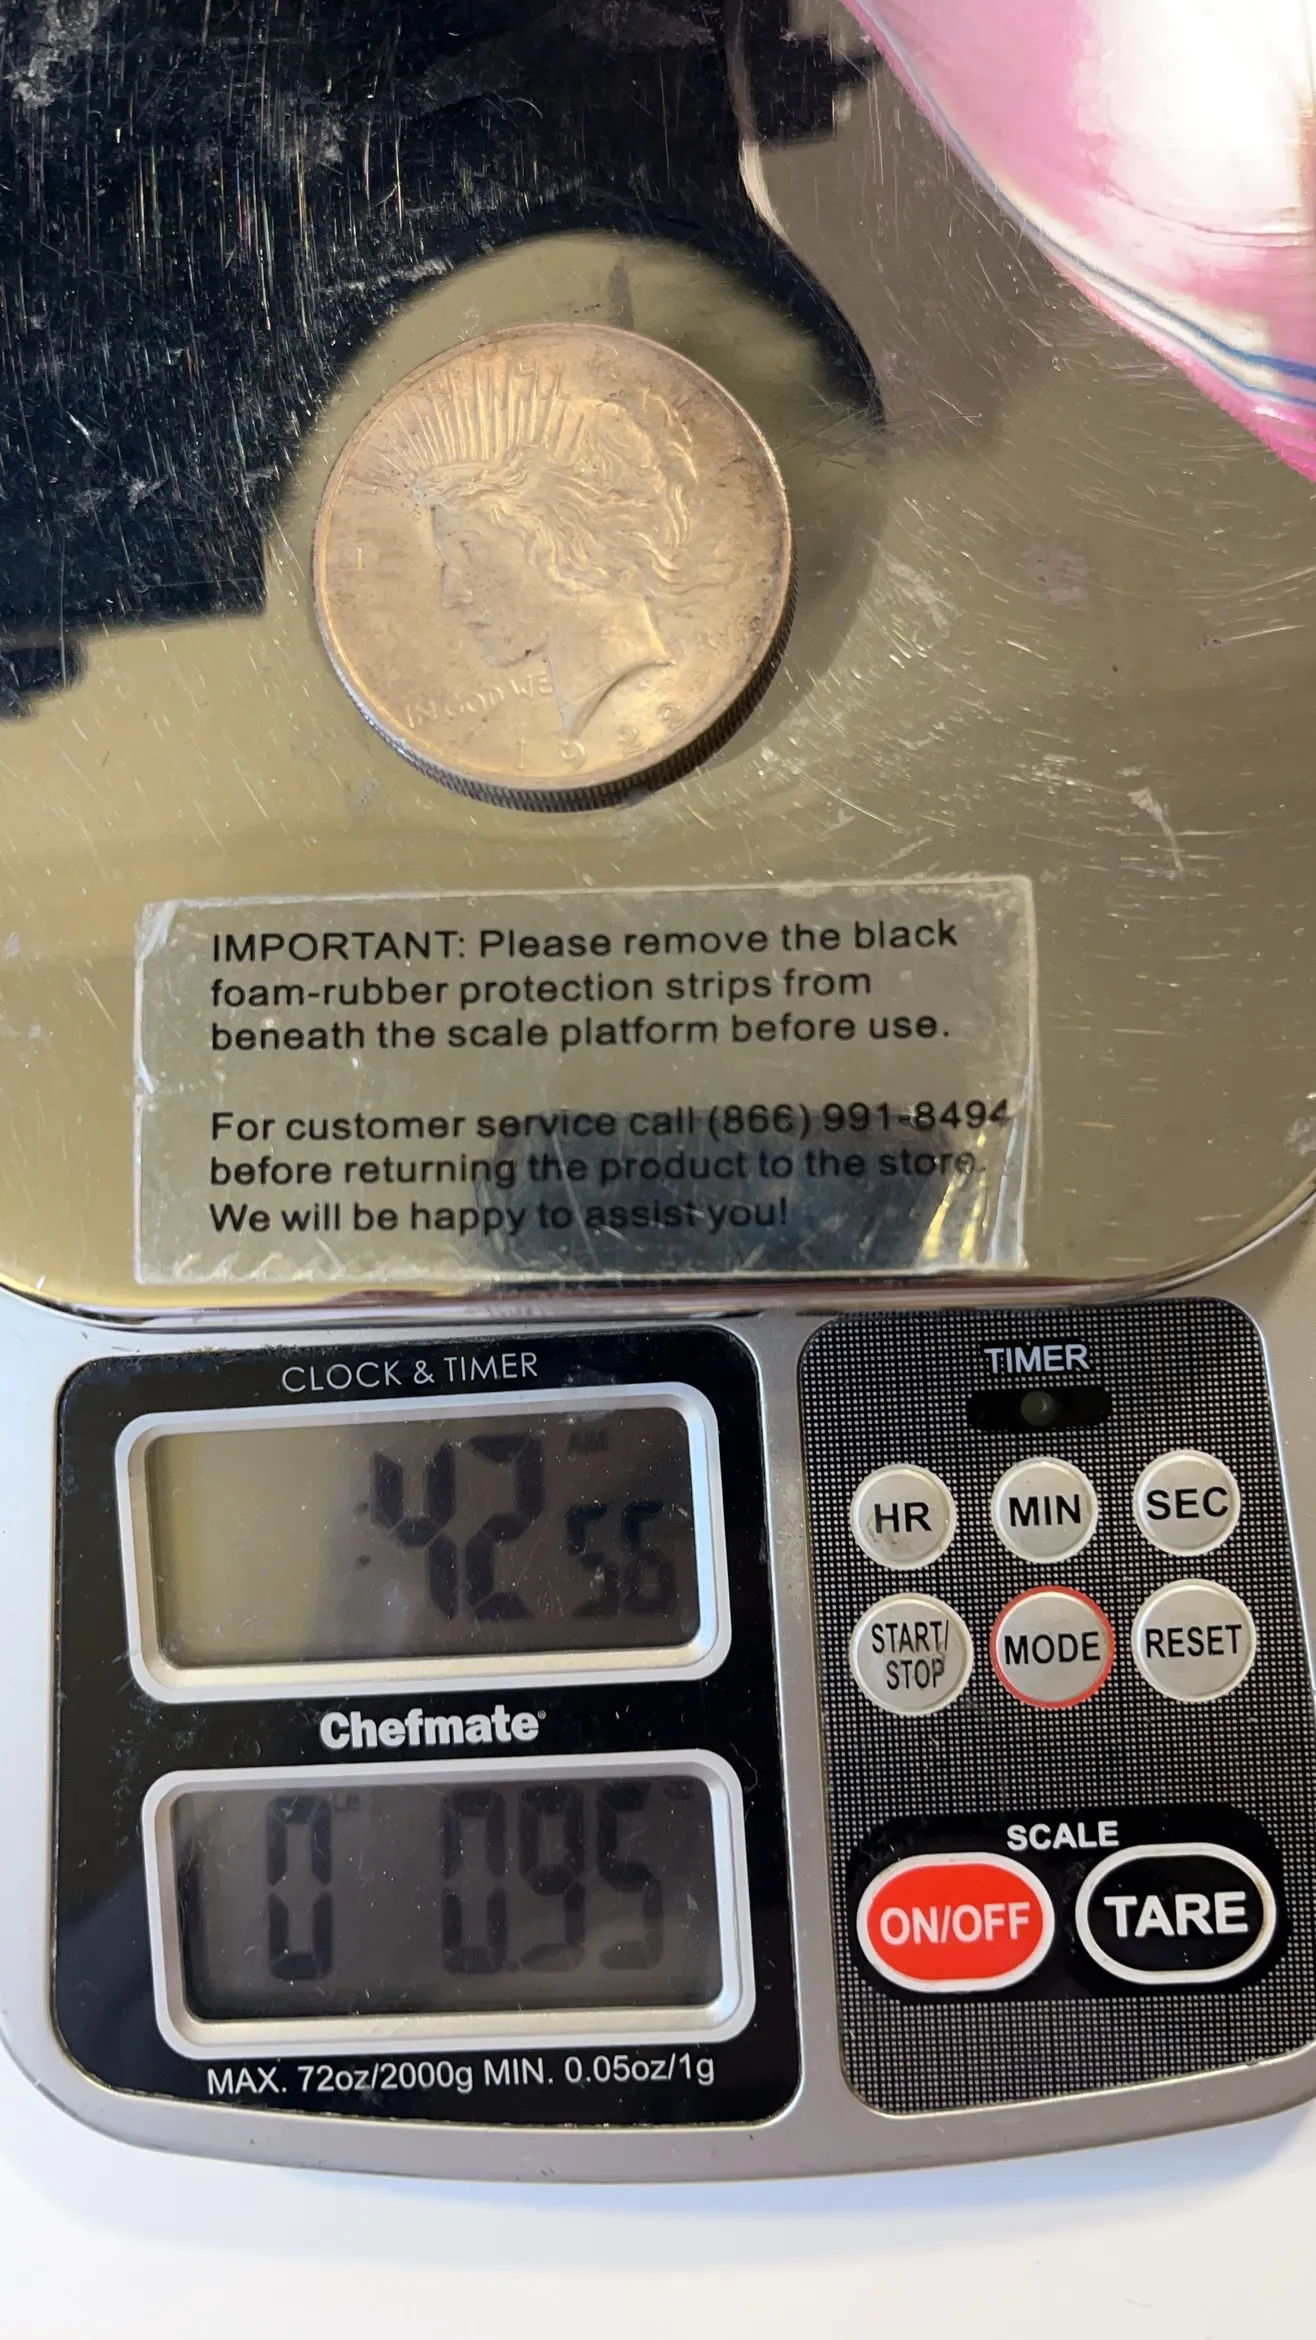 IN GOD WE
1922
IMPORTANT: Please remove the black
foam-rubber protection strips from
beneath the scale platform before use.
For customer service call (866) 991-8494
before returning the product to the store.
We will be happy to assist you!
CLOCK & TIMER
:42 56
Chefmate®
0 LB 0.95
MAX. 72oz/2000g MIN. 0.05oz/1g
TIMER
HR MIN SEC
START/
STOP
MODE RESET
SCALE
ON/OFF TARE